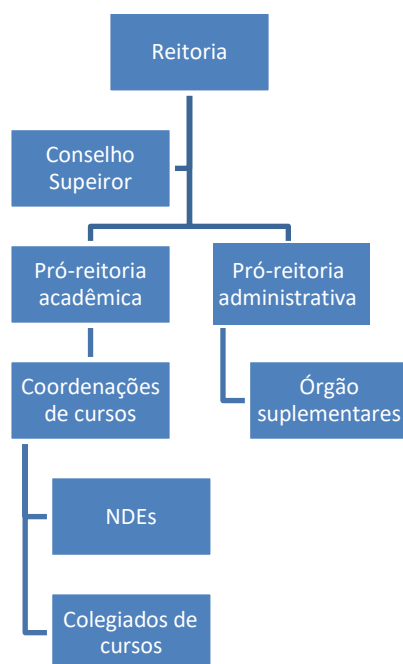 Reitoria
Conselho
Supeiror
Pró-reitoria
acadêmica
Pró-reitoria
administrativa
Coordenações
de cursos
Órgão
suplementares
NDEs
Colegiados de
cursos